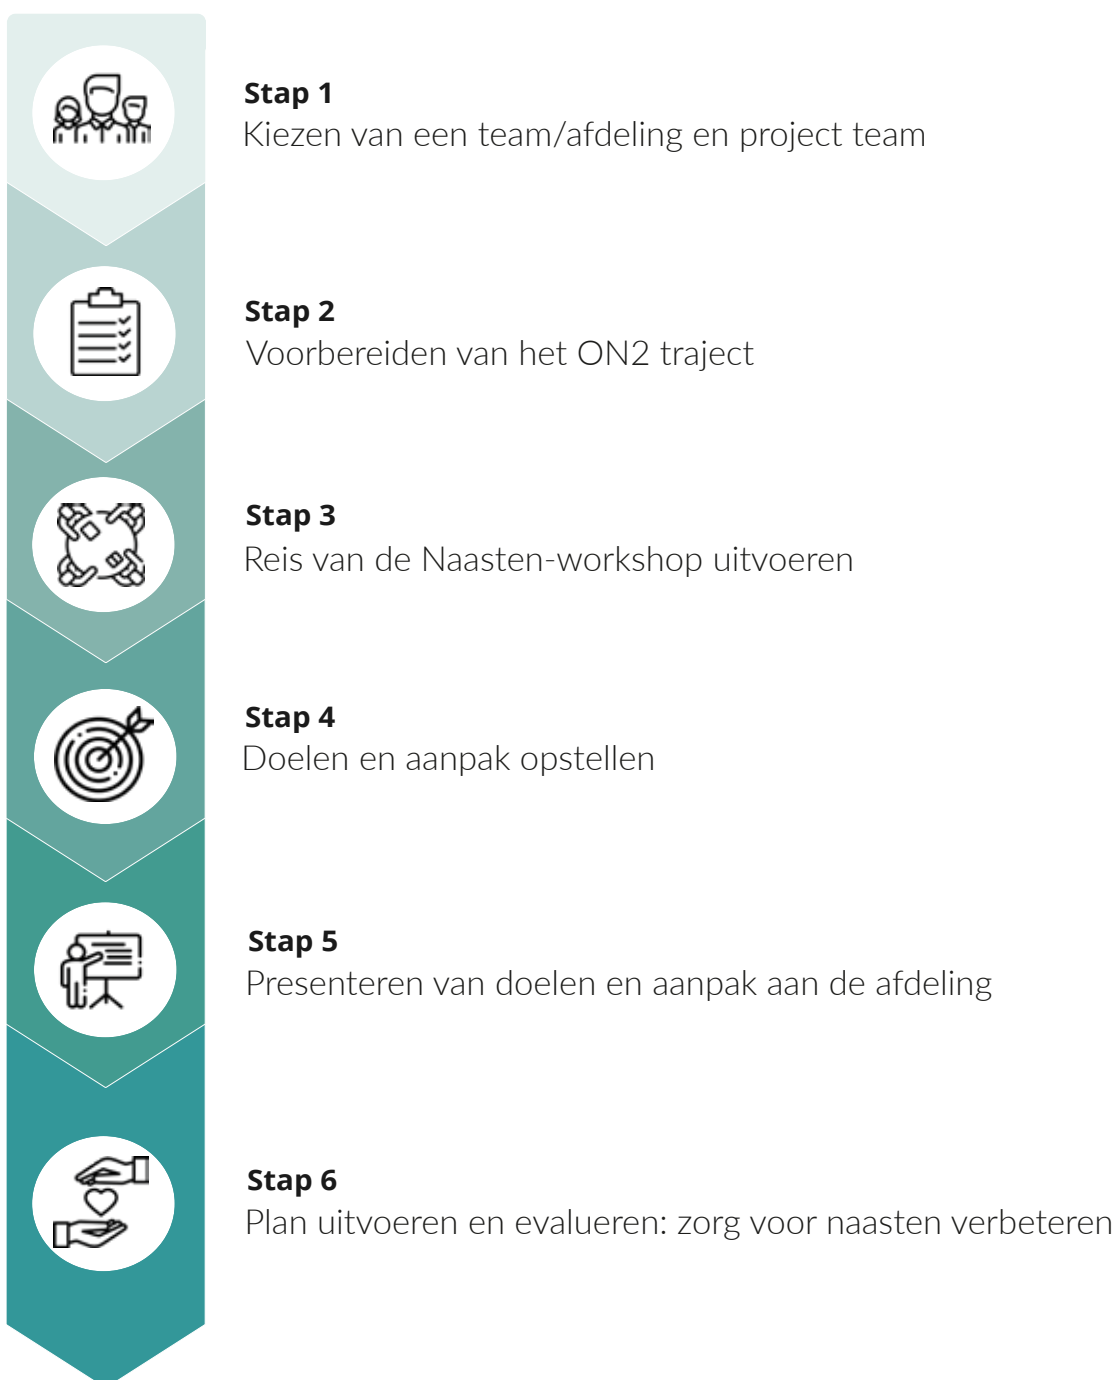 Stap 1
Kiezen van een team/afdeling en project team
Stap 2
Voorbereiden van het ON2 traject
Stap 3
Reis van de Naasten-workshop uitvoeren
Stap 4
Doelen en aanpak opstellen
Stap 5
Presenteren van doelen en aanpak aan de afdeling
Stap 6
Plan uitvoeren en evalueren: zorg voor naasten verbeteren